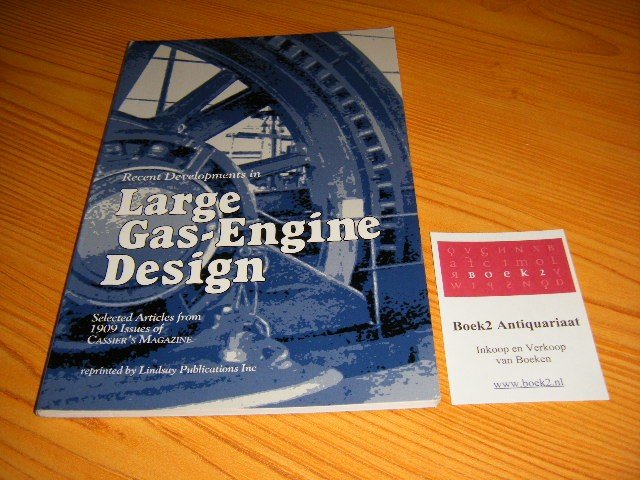 Recent Developments in
Large
Gas-Engine
Design
Selected Articles from
1909 Issues of
CASSIER'S MAGAZINE
reprinted by Lindsay Publications Inc
BOEK2
Boek2 Antiquariaat
Inkoop en Verkoop
van Boeken
www.boek2.nl